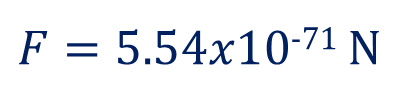 F = 5.54x10⁻⁷¹ N